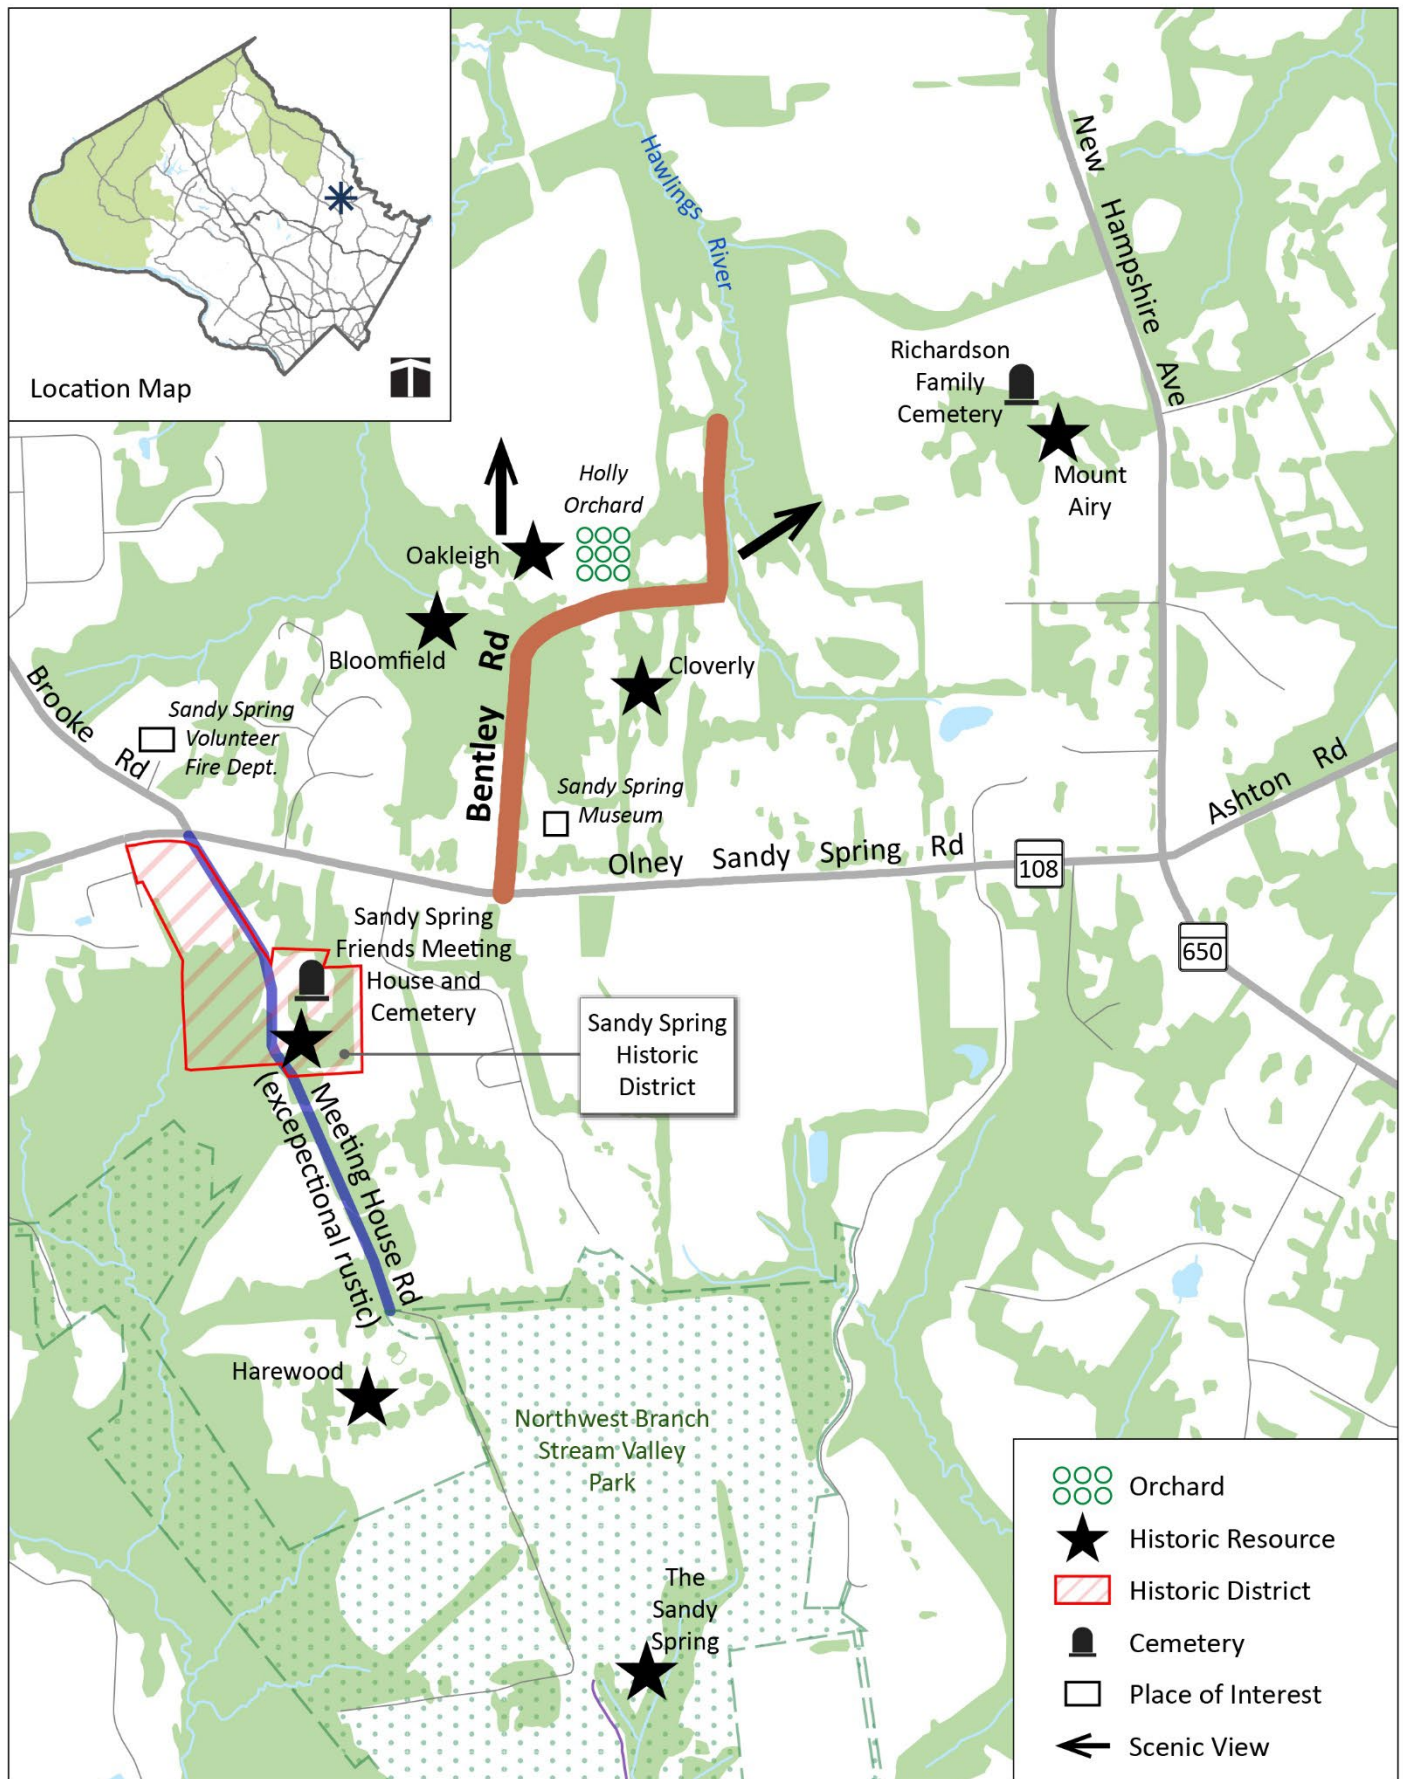 Location Map
Hawlings
River
New
Hampshire
Ave
Richardson
Family
Cemetery
Mount
Airy
Holly
Orchard
Oakleigh
Bloomfield
Bentley Rd
Cloverly
Brooke
Rd
Sandy Spring
Volunteer
Fire Dept.
Sandy Spring
Museum
Olney Sandy Spring Rd
108
Ashton Rd
650
Sandy Spring
Friends Meeting
House and
Cemetery
Sandy Spring
Historic
District
Meeting House Rd
(excepectional rustic)
Harewood
Northwest Branch
Stream Valley
Park
The
Sandy
Spring
Orchard
Historic Resource
Historic District
Cemetery
Place of Interest
Scenic View